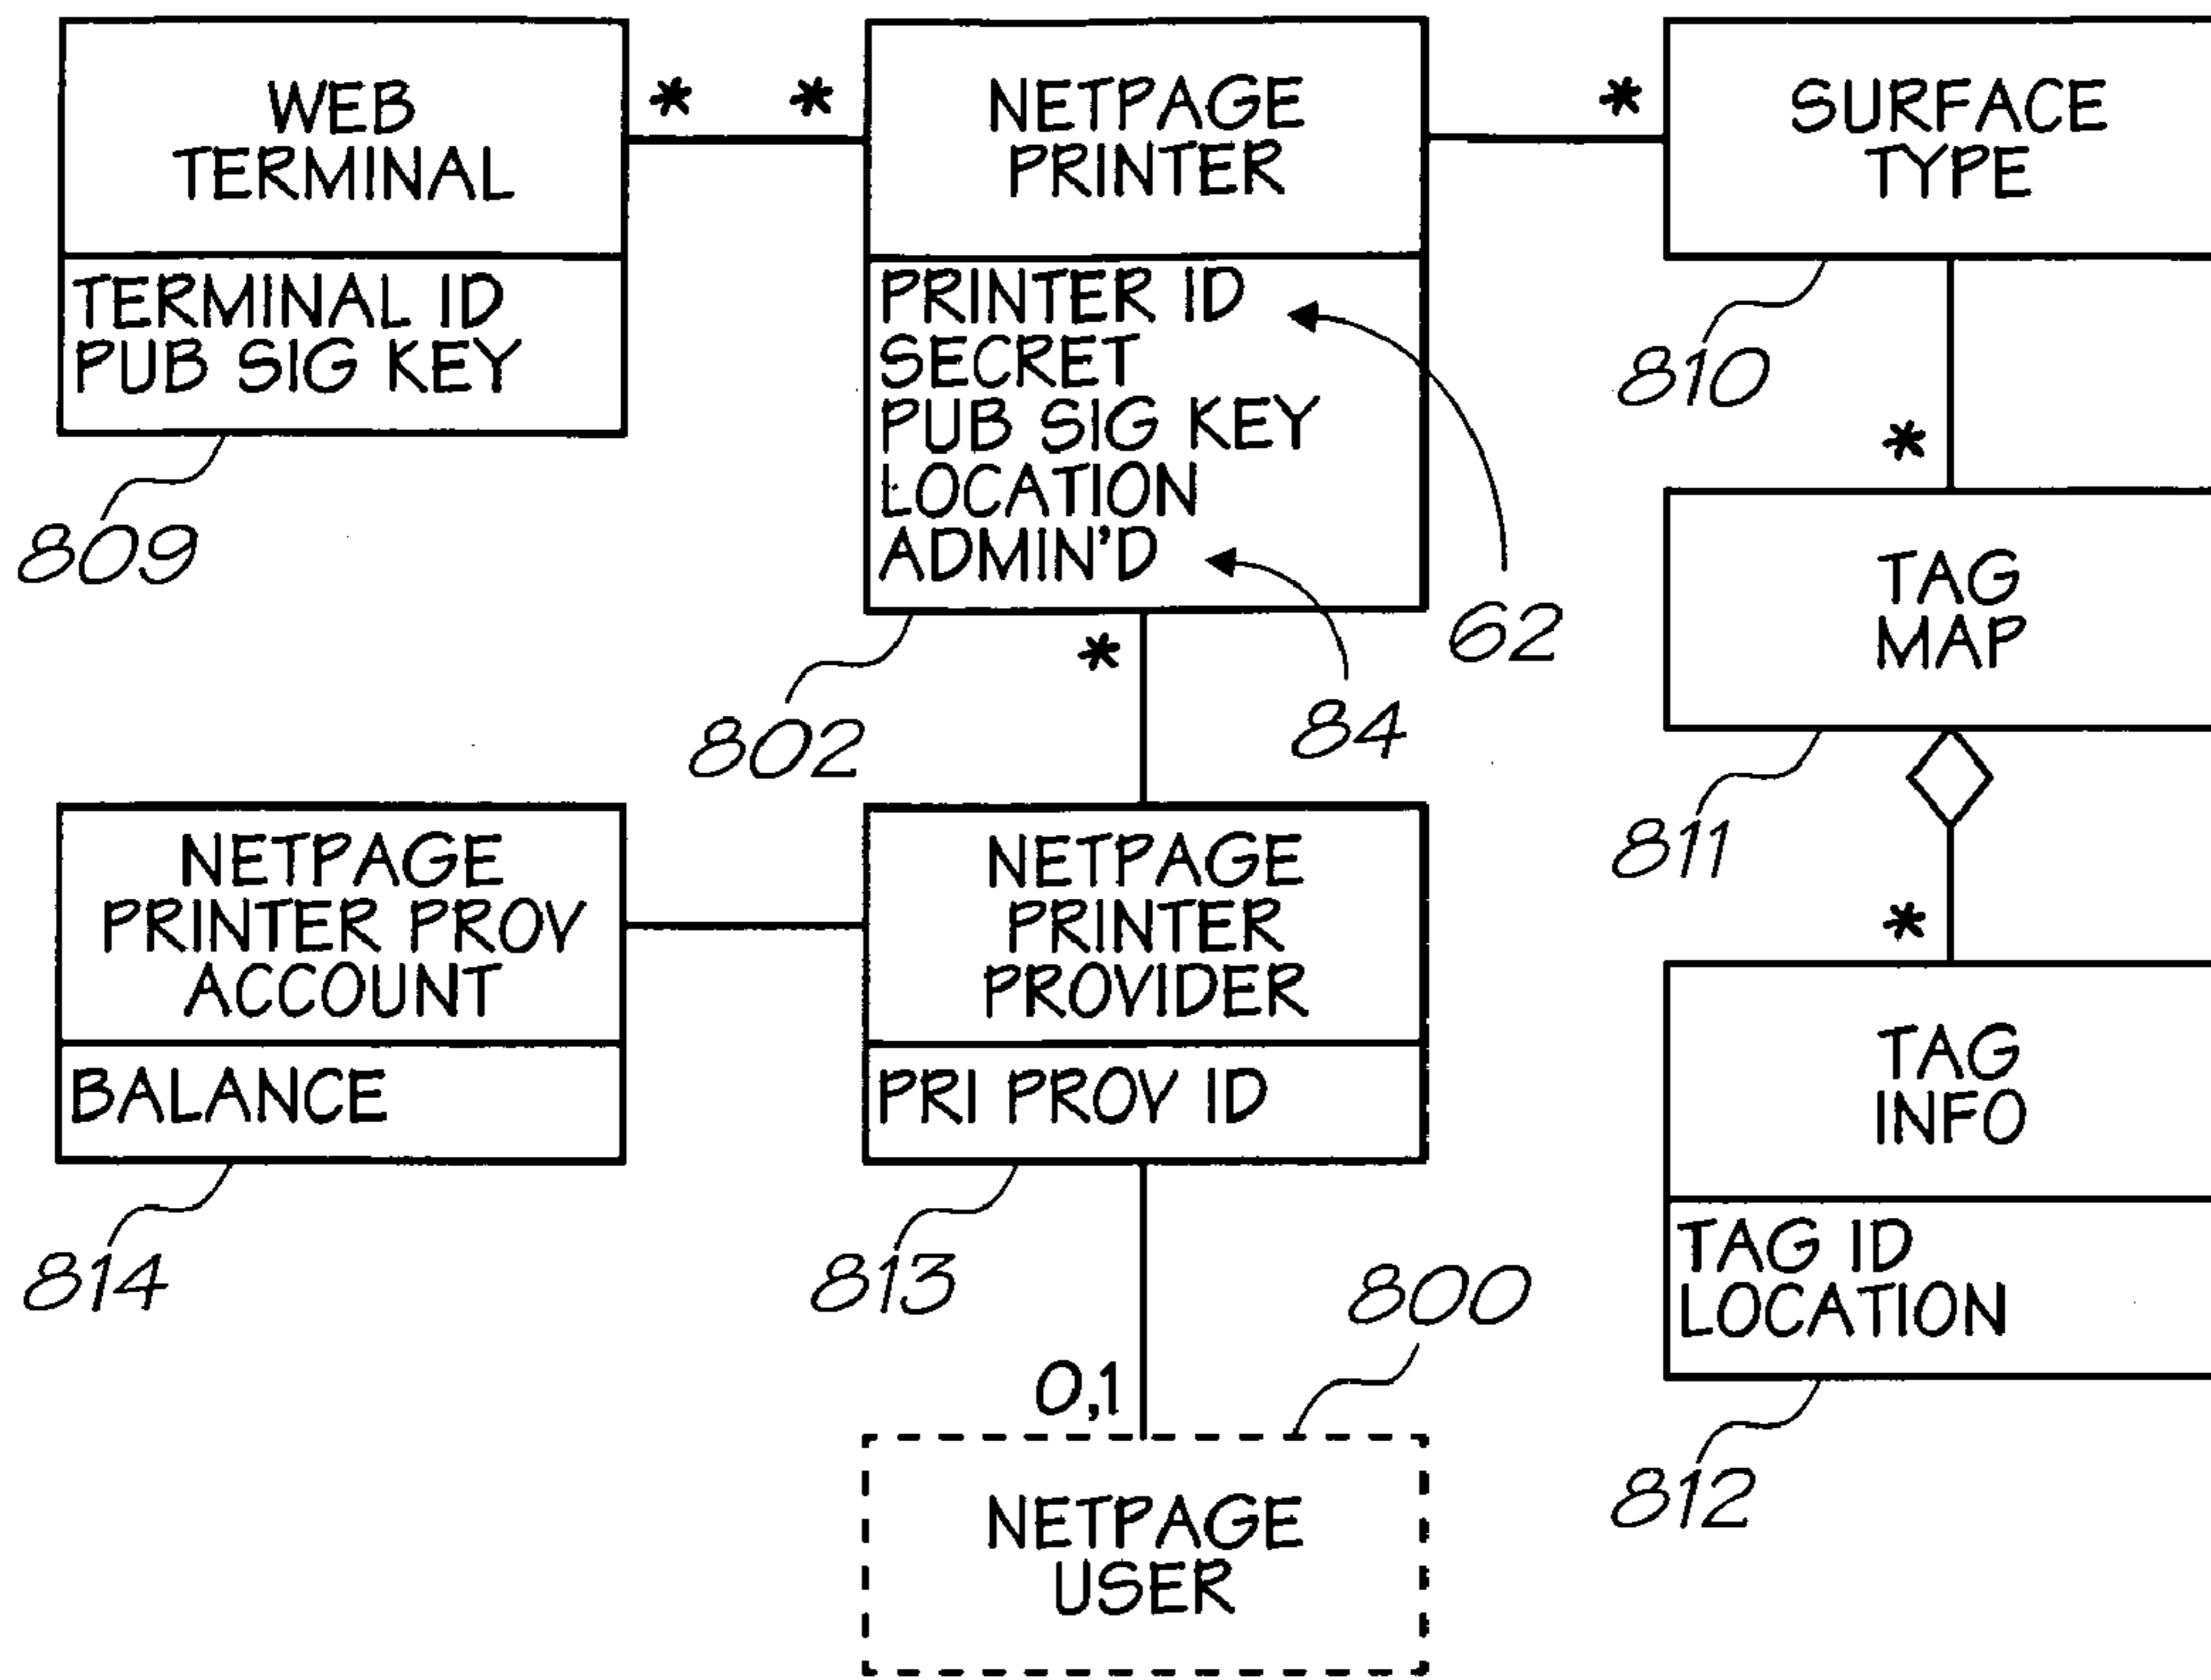 WEB
TERMINAL
TERMINAL ID
PUB SIG KEY
809
*
*
NETPAGE
PRINTER
PRINTER ID
SECRET
PUB SIG KEY
LOCATION
ADMIN'D
62
84
802
*
*
SURFACE
TYPE
810
*
TAG
MAP
811
*
TAG
INFO
TAG ID
LOCATION
812
NETPAGE
PRINTER PROV
ACCOUNT
BALANCE
814
NETPAGE
PRINTER
PROVIDER
PRI PROV ID
813
800
0,1
NETPAGE
USER